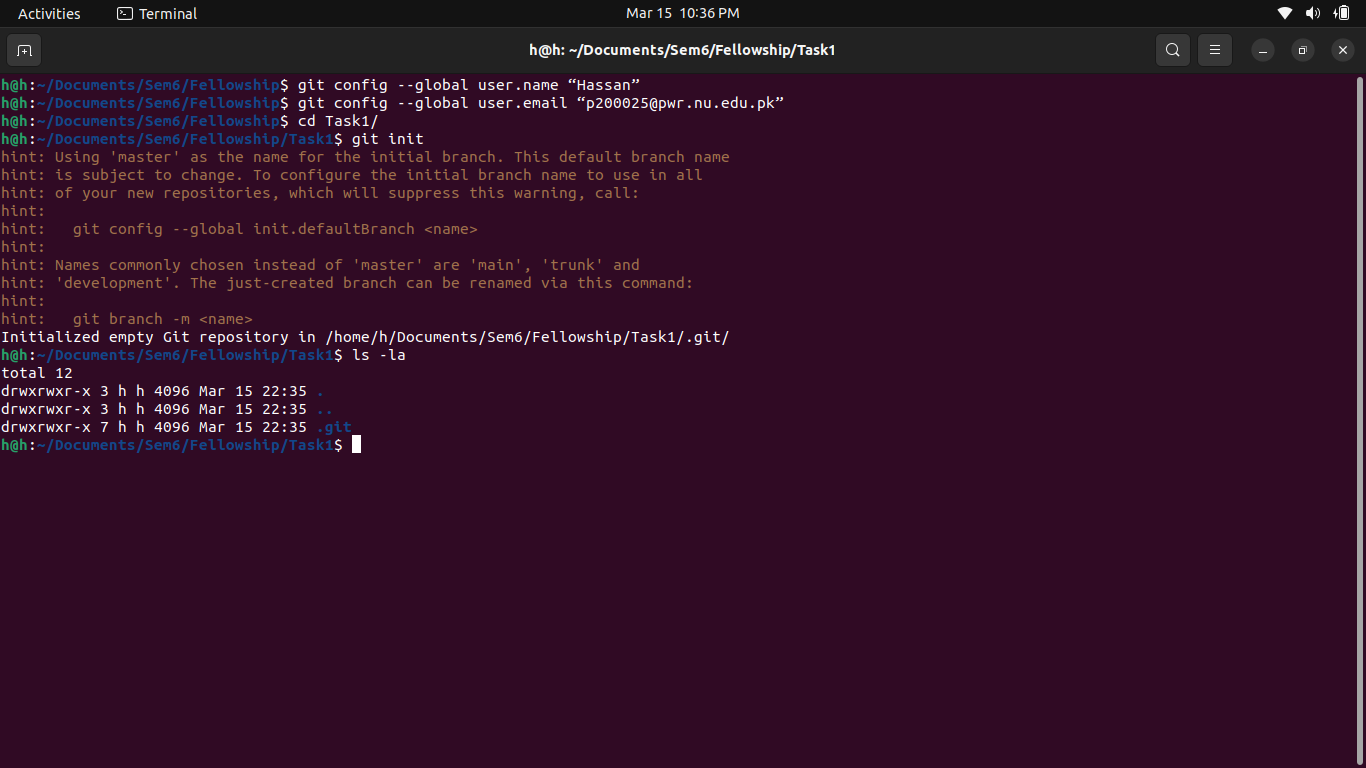 Activities Terminal Mar 15 10:36 PM
h@h: ~/Documents/Sem6/Fellowship/Task1
h@h:~/Documents/Sem6/Fellowship$ git config --global user.name “Hassan”
h@h:~/Documents/Sem6/Fellowship$ git config --global user.email “p200025@pwr.nu.edu.pk”
h@h:~/Documents/Sem6/Fellowship$ cd Task1/
h@h:~/Documents/Sem6/Fellowship/Task1$ git init
hint: Using 'master' as the name for the initial branch. This default branch name
hint: is subject to change. To configure the initial branch name to use in all
hint: of your new repositories, which will suppress this warning, call:
hint:
hint:   git config --global init.defaultBranch <name>
hint:
hint: Names commonly chosen instead of 'master' are 'main', 'trunk' and
hint: 'development'. The just-created branch can be renamed via this command:
hint:
hint:   git branch -m <name>
Initialized empty Git repository in /home/h/Documents/Sem6/Fellowship/Task1/.git/
h@h:~/Documents/Sem6/Fellowship/Task1$ ls -la
total 12
drwxrwxr-x 3 h h 4096 Mar 15 22:35 .
drwxrwxr-x 3 h h 4096 Mar 15 22:35 ..
drwxrwxr-x 7 h h 4096 Mar 15 22:35 .git
h@h:~/Documents/Sem6/Fellowship/Task1$